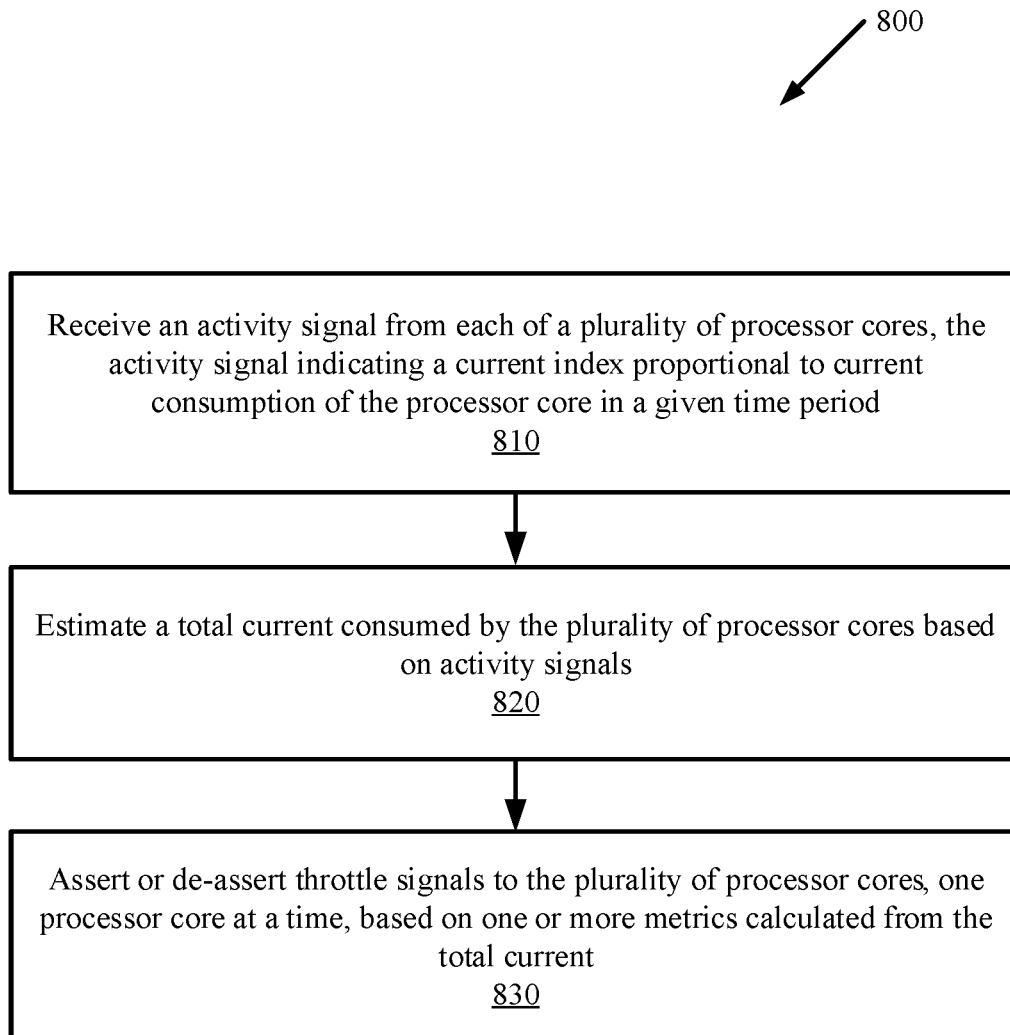 800
Receive an activity signal from each of a plurality of processor cores, the
activity signal indicating a current index proportional to current
consumption of the processor core in a given time period
810
Estimate a total current consumed by the plurality of processor cores based
on activity signals
820
Assert or de-assert throttle signals to the plurality of processor cores, one
processor core at a time, based on one or more metrics calculated from the
total current
830